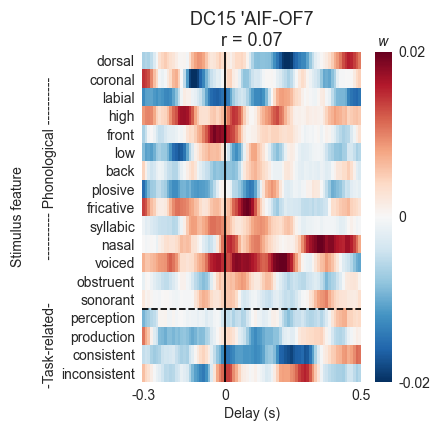 DC15 'AIF-OF7
r = 0.07
w
dorsal
coronal
labial
high
front
low
back
plosive
fricative
syllabic
nasal
voiced
obstruent
sonorant
perception
production
consistent
inconsistent
Stimulus feature
-Task-related- ---------- Phonological ----------
0.02
0
-0.02
-0.3 0 0.5
Delay (s)